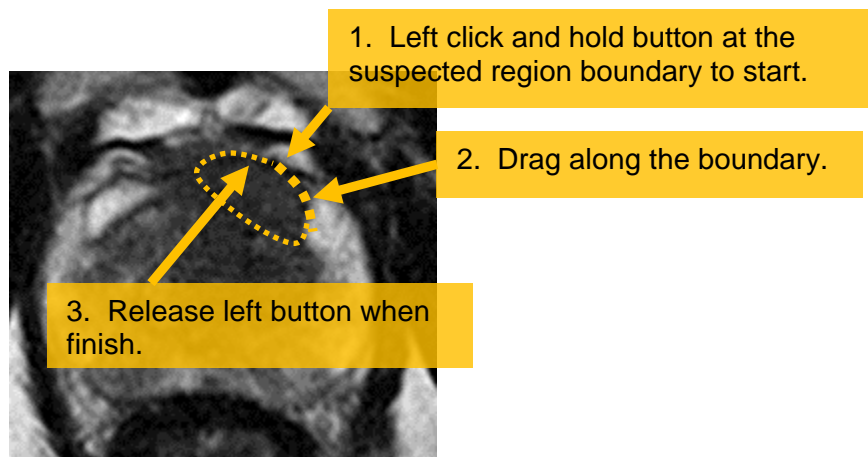 1. Left click and hold button at the
suspected region boundary to start.
2. Drag along the boundary.
3. Release left button when
finish.